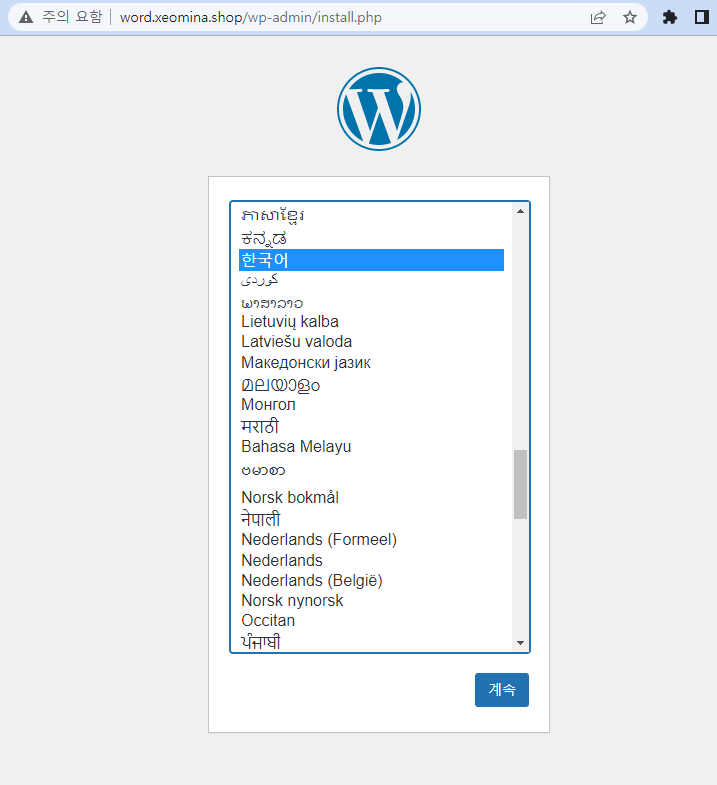 주의 요함 word.xeomina.shop/wp-admin/install.php
ភាសាខ្មែរ
ಕನ್ನಡ
한국어
كوردی
ພາສາລາວ
Lietuvių kalba
Latviešu valoda
Македонски јазик
മലയാളം
Монгол
मराठी
Bahasa Melayu
ဗမာစာ
Norsk bokmål
नेपाली
Nederlands (Formeel)
Nederlands
Nederlands (België)
Norsk nynorsk
Occitan
ਪੰਜਾਬੀ
계속